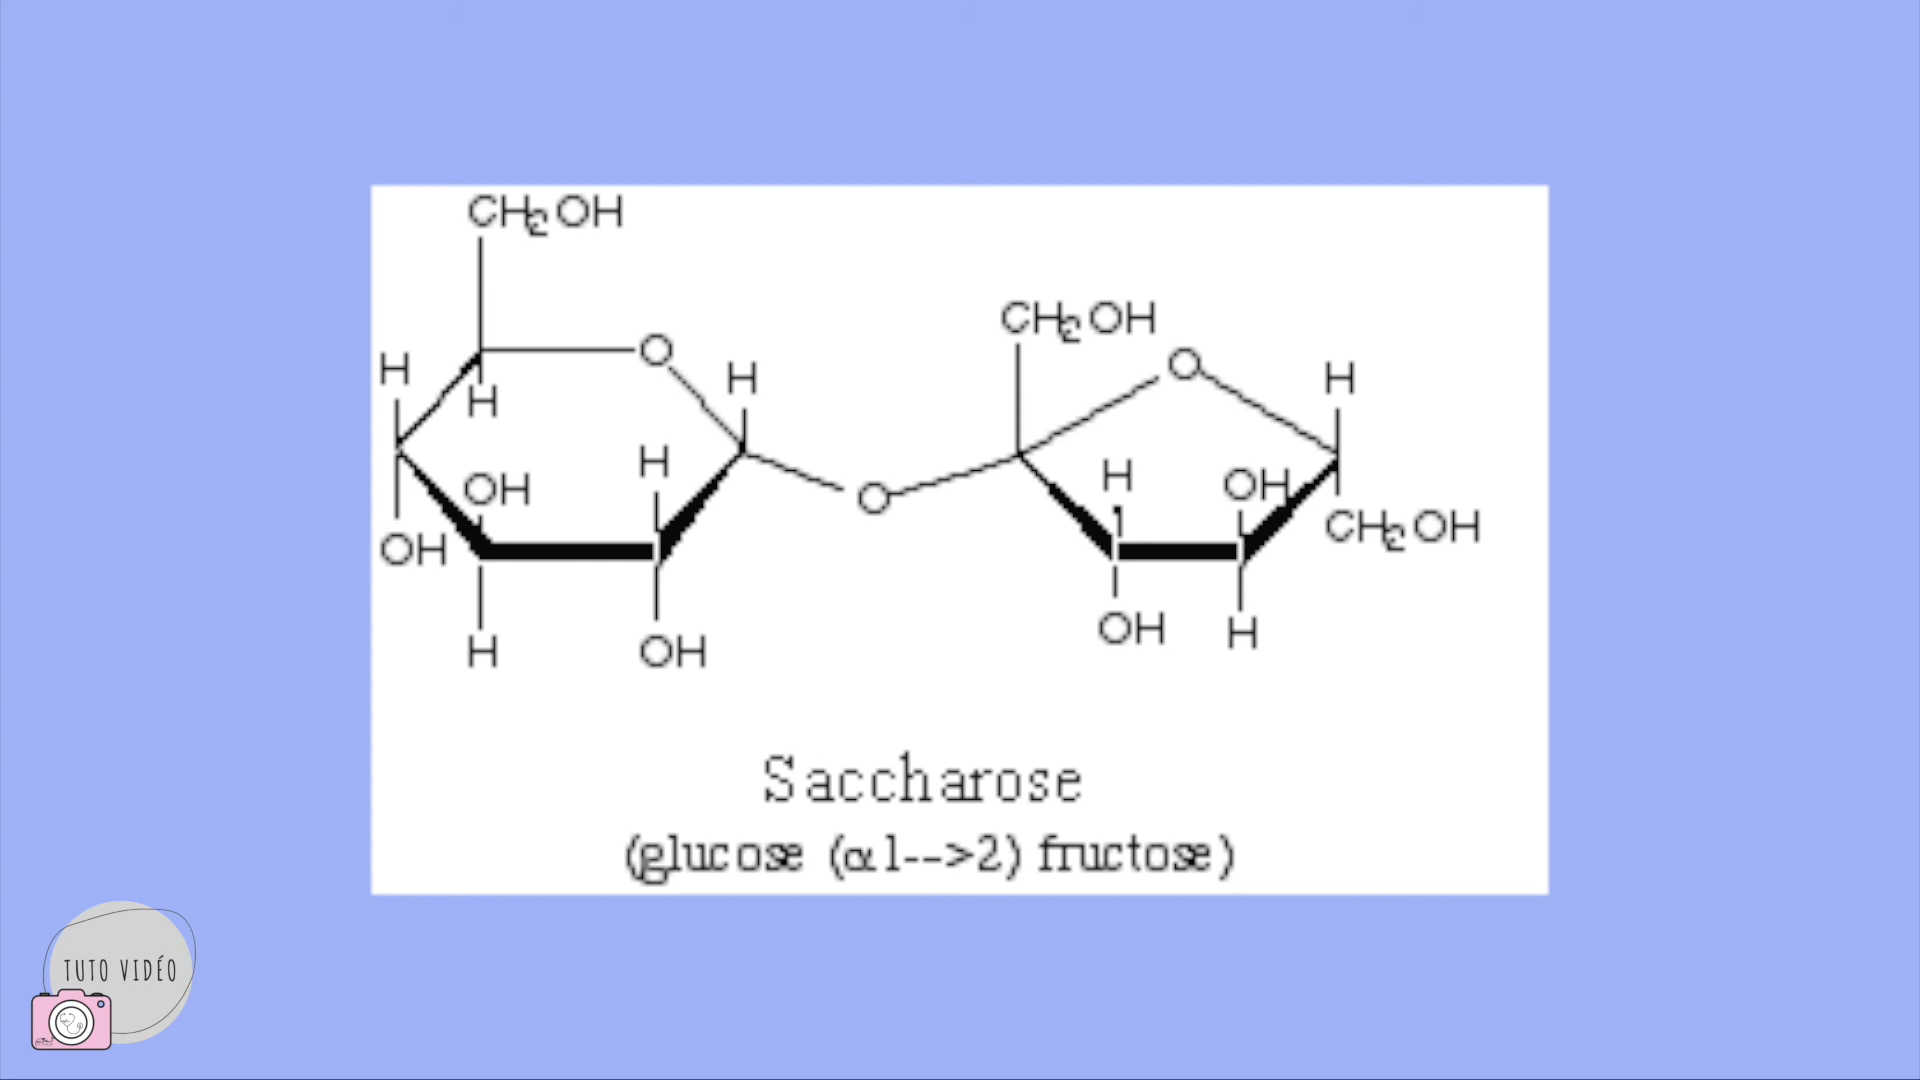 CH2OH
CH2OH
O
O
H
H
H
H
H
H
OH
OH
O
OH
CH2OH
OH
H
OH
H
Saccharose
(glucose (α1-->2) fructose)
TUTO VIDÉO